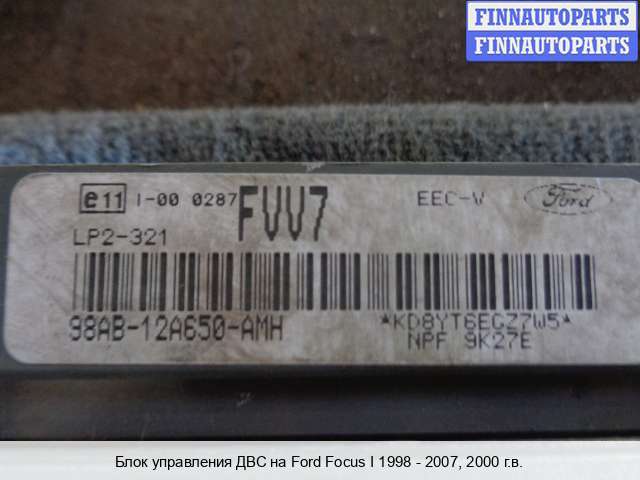 FINNAUTOPARTS
FINNAUTOPARTS
e11 I-00 0287 FVV7 EEC-V Ford
LP2-321
98AB-12A650-AMH *KD8YT6EGZ7W5*
NPF 9K27E
Блок управления ДВС на Ford Focus I 1998 - 2007, 2000 г.в.